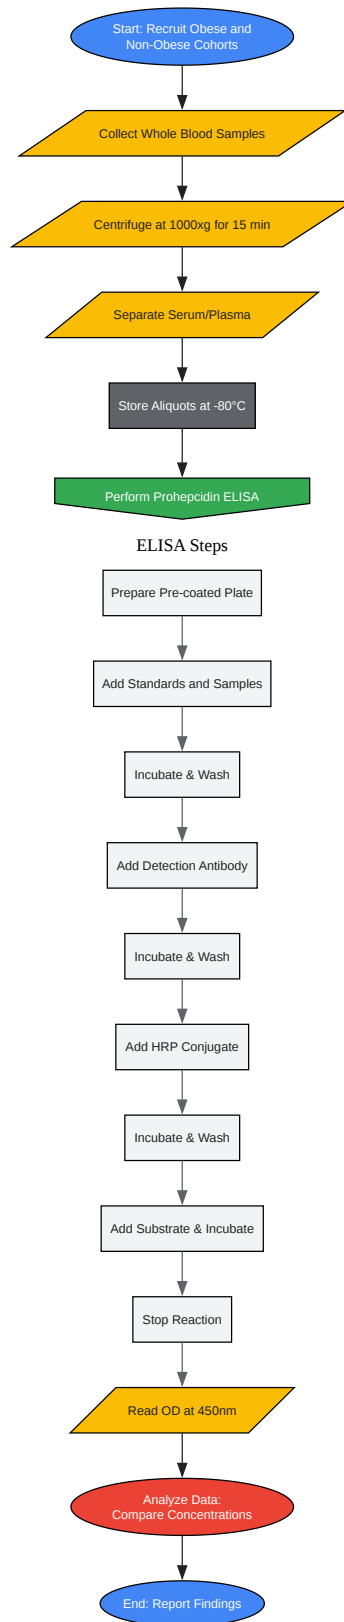 Start: Recruit Obese and
Non-Obese Cohorts
Collect Whole Blood Samples
Centrifuge at 1000xg for 15 min
Separate Serum/Plasma
Store Aliquots at -80°C
Perform Prohepcidin ELISA
ELISA Steps
Prepare Pre-coated Plate
Add Standards and Samples
Incubate & Wash
Add Detection Antibody
Incubate & Wash
Add HRP Conjugate
Incubate & Wash
Add Substrate & Incubate
Stop Reaction
Read OD at 450nm
Analyze Data:
Compare Concentrations
End: Report Findings